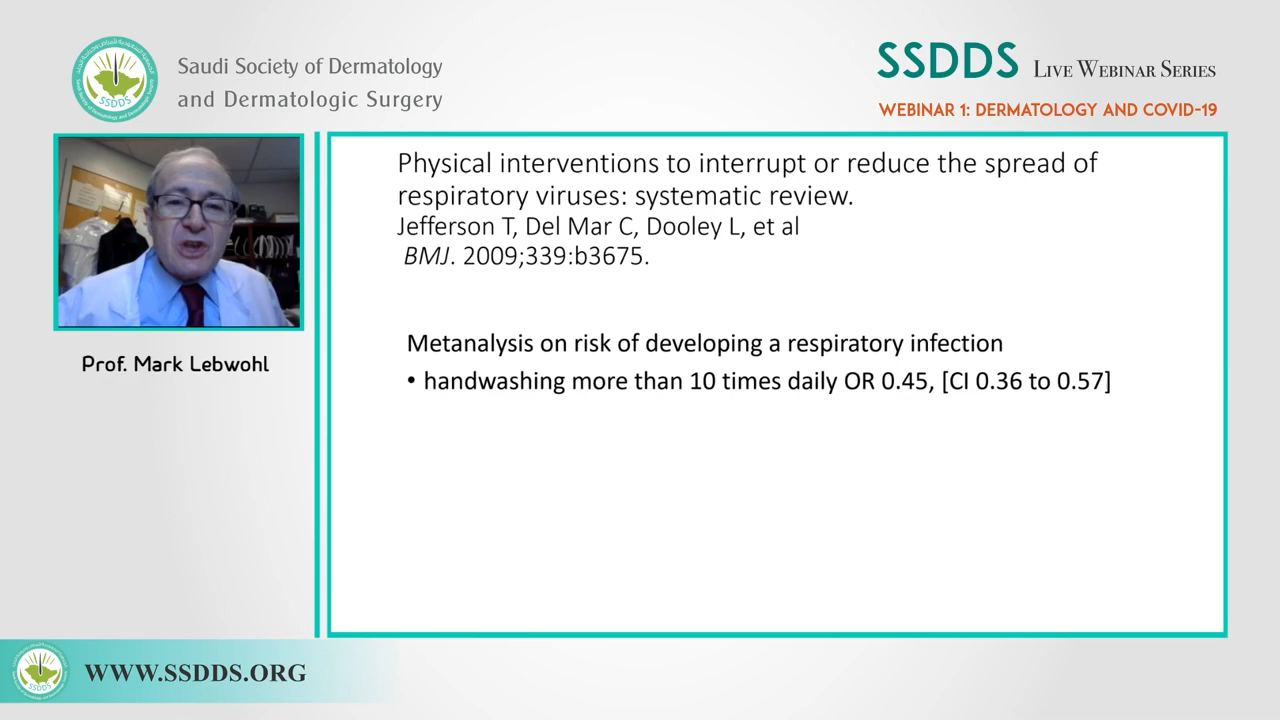 Saudi Society of Dermatology
and Dermatologic Surgery
SSDDS LIVE WEBINAR SERIES
WEBINAR 1: DERMATOLOGY AND COVID-19
Prof. Mark Lebwohl
Physical interventions to interrupt or reduce the spread of
respiratory viruses: systematic review.
Jefferson T, Del Mar C, Dooley L, et al
BMJ. 2009;339:b3675.
Metanalysis on risk of developing a respiratory infection
• handwashing more than 10 times daily OR 0.45, [CI 0.36 to 0.57]
SSDDS
WWW.SSDDS.ORG
SSDDS